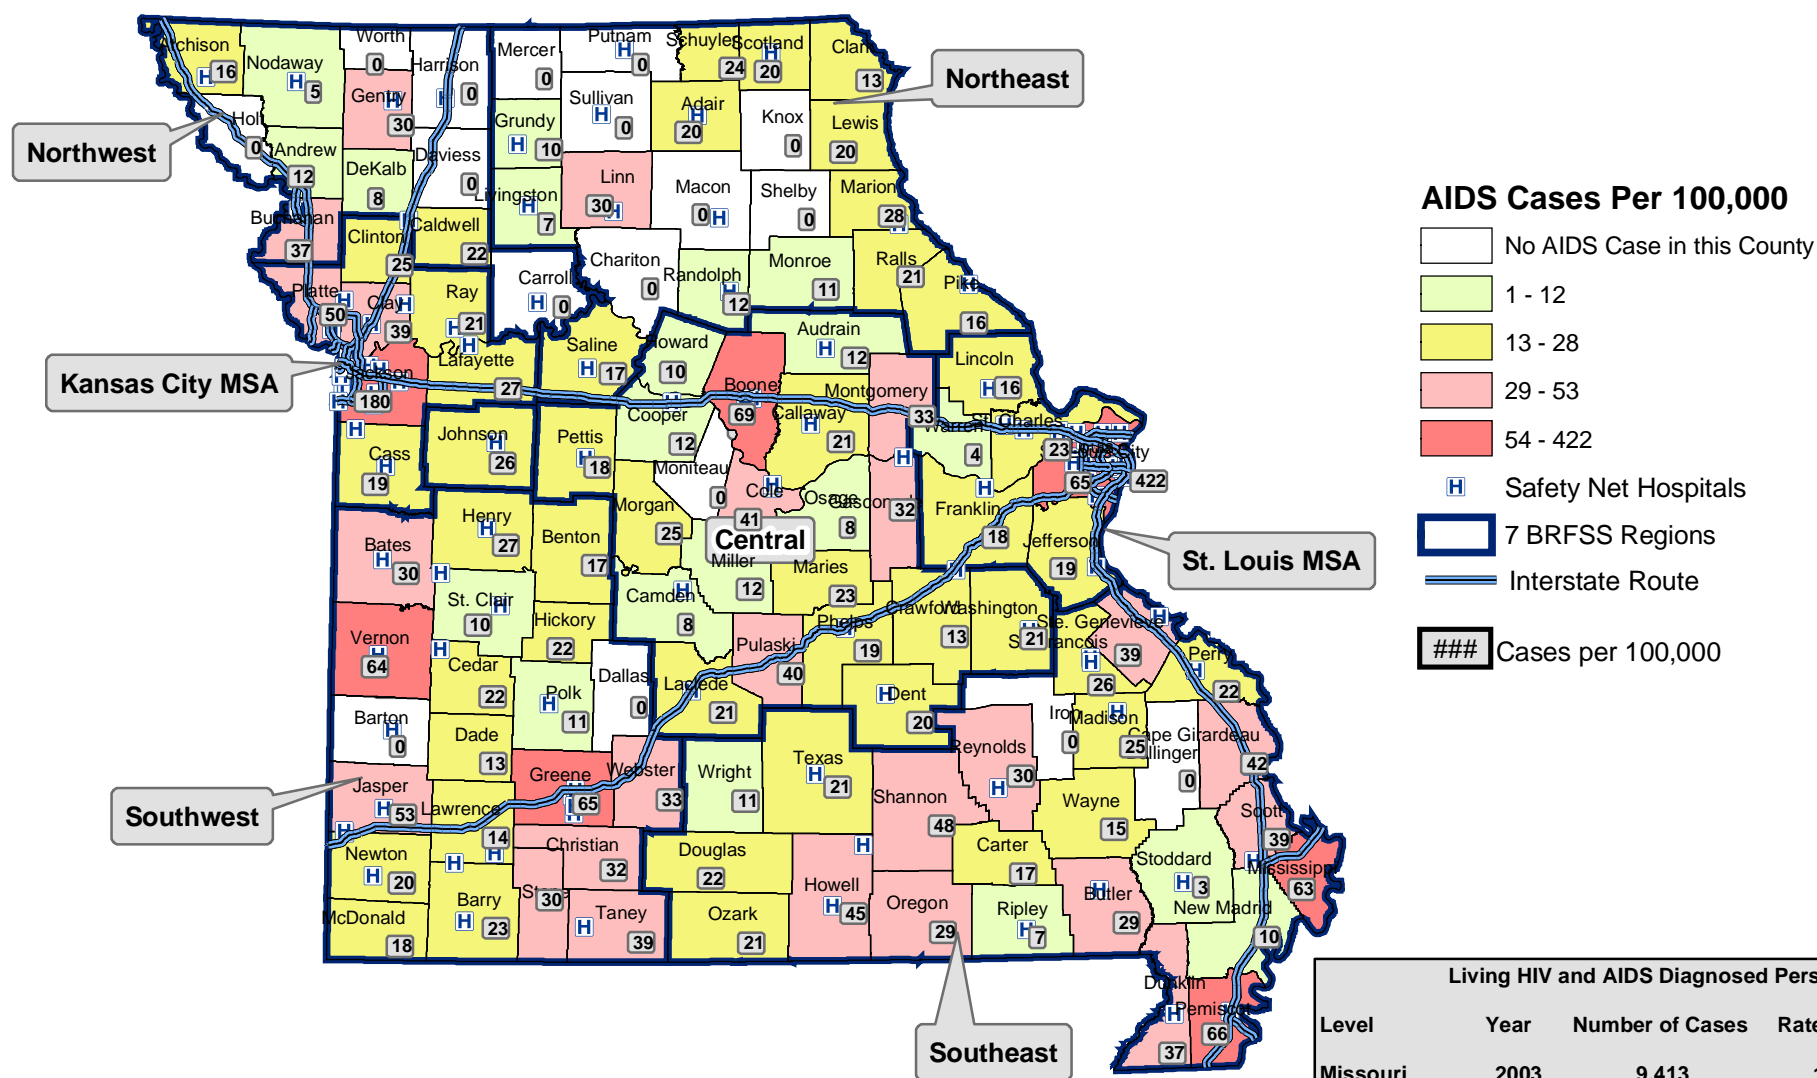 Worth
Putnam
Schuyler
Scotland
Clark
Atchison
Nodaway
Mercer
Harrison
0
0
24
20
13
16
5
0
0
Northeast
Gentry
Sullivan
Adair
Knox
Lewis
Holt
Grundy
30
0
20
0
20
0
10
Northwest
Andrew
DeKalb
Daviess
Linn
Macon
Shelby
Marion
12
8
0
Livingston
30
0
0
28
7
Buchanan
Clinton
Caldwell
37
25
22
Chariton
Randolph
Monroe
Ralls
Carroll
Pike
0
12
11
21
16
0
Platte
Clay
Ray
50
39
21
Audrain
Howard
Saline
Lafayette
Lincoln
12
10
17
27
16
Kansas City MSA
Jackson
180
Boone
69
Montgomery
33
Cooper
12
Callaway
21
Warren
4
St. Charles
23
City
65
422
Johnson
26
Pettis
18
Cass
19
Moniteau
0
Cole
41
Osage
8
32
Morgan
25
Franklin
18
Jefferson
19
Henry
27
Benton
17
Bates
30
Central
Miller
12
Maries
23
St. Louis MSA
St. Clair
10
Hickory
22
Camden
8
Pulaski
40
Phelps
19
Crawford
13
Washington
21
Ste. Genevieve
39
26
Perry
22
Vernon
64
Cedar
22
Polk
11
Dallas
0
Laclede
21
Dent
20
Barton
0
Dade
13
Greene
65
Webster
33
Wright
11
Texas
21
Reynolds
30
Iron
0
Madison
25
Cape Girardeau
42
Bollinger
0
Southwest
Jasper
53
Lawrence
14
Christian
32
Shannon
48
Wayne
15
Scott
39
Newton
20
Barry
23
Stone
30
Taney
39
Douglas
22
Howell
45
Carter
17
Stoddard
3
Mississippi
63
McDonald
18
Ozark
21
Oregon
29
Ripley
7
Butler
29
New Madrid
10
Dunklin
37
Pemiscot
66
Southeast
AIDS Cases Per 100,000
No AIDS Case in this County
1 - 12
13 - 28
29 - 53
54 - 422
H Safety Net Hospitals
7 BRFSS Regions
Interstate Route
### Cases per 100,000
Living HIV and AIDS Diagnosed Pers
Level Year Number of Cases Rate
Missouri 2003 9,413